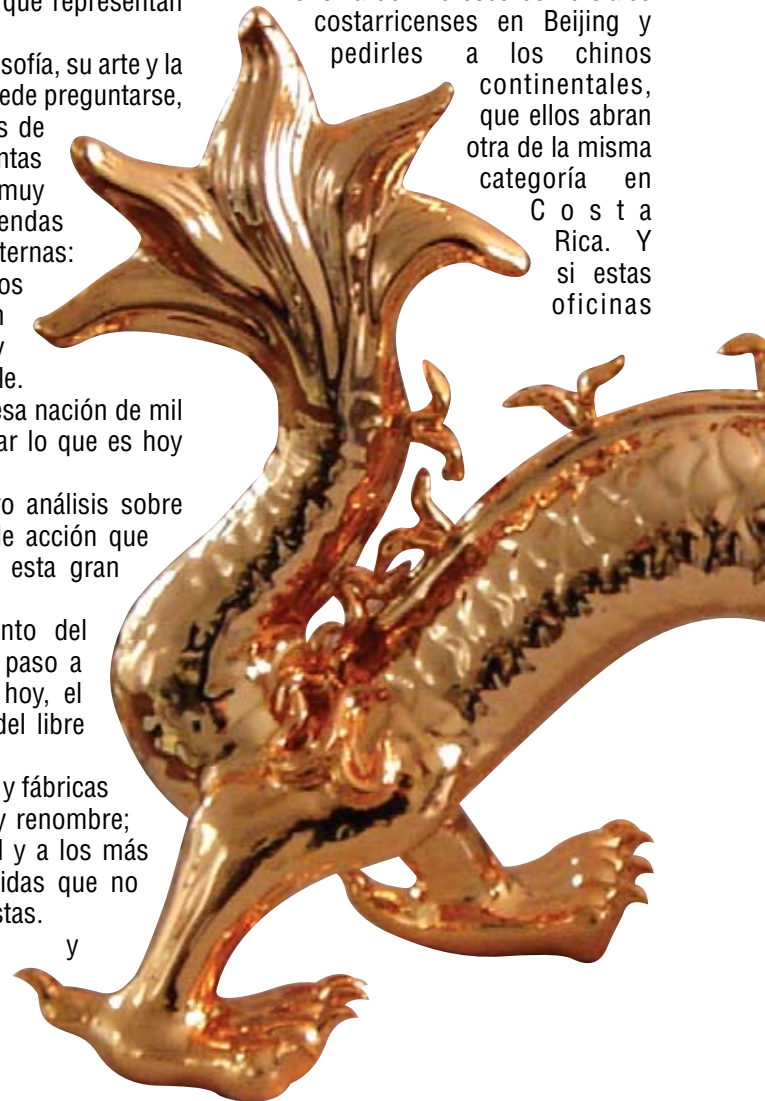 que representan
sofía, su arte y la
ede preguntarse,
s de
ntas
muy
endas
ternas:
os
n
y
le.
esa nación de mil
ar lo que es hoy
o análisis sobre
de acción que
esta gran
nto del
paso a
hoy, el
del libre
y fábricas
y renombre;
l y a los más
idas que no
stas.
y
costarricenses en Beijing y
pedirles a los chinos
continentales,
que ellos abran
otra de la misma
categoría en
Costa
Rica. Y
si estas
oficinas